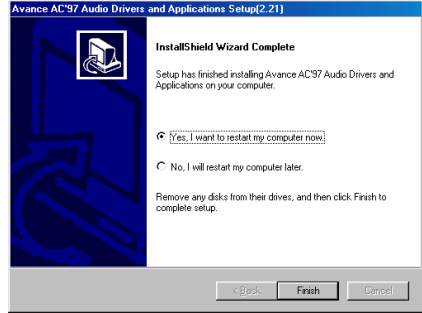 Avance AC'97 Audio Drivers and Applications Setup(2.21)
InstallShield Wizard Complete
Setup has finished installing Avance AC'97 Audio Drivers and
Applications on your computer.
Yes, I want to restart my computer now.
No, I will restart my computer later.
Remove any disks from their drives, and then click Finish to
complete setup.
< Back Finish Cancel